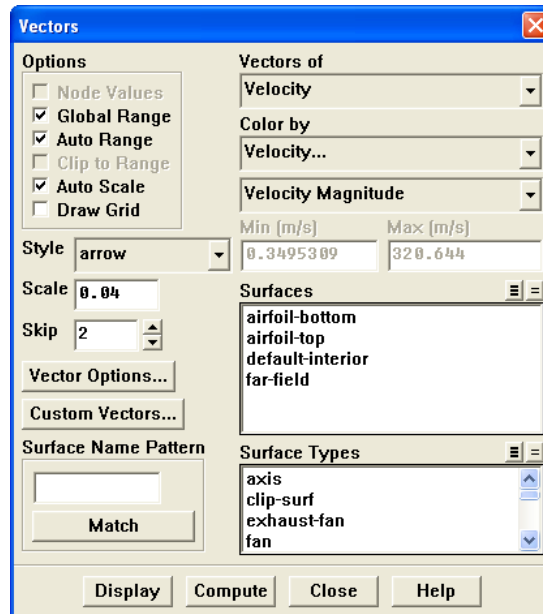 Vectors
Options
Node Values
Global Range
Auto Range
Clip to Range
Auto Scale
Draw Grid
Style arrow
Scale 0.04
Skip 2
Vector Options...
Custom Vectors...
Surface Name Pattern
Match
Vectors of
Velocity
Color by
Velocity...
Velocity Magnitude
Min (m/s) Max (m/s)
0.3495309 320.644
Surfaces
airfoil-bottom
airfoil-top
default-interior
far-field
Surface Types
axis
clip-surf
exhaust-fan
fan
Display Compute Close Help